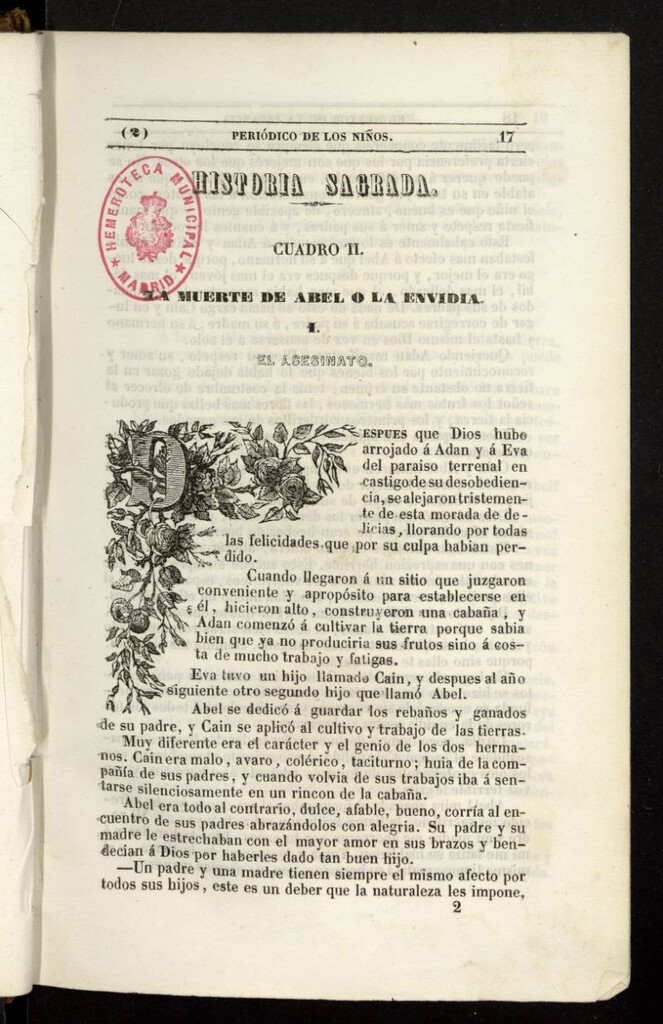 (2) PERIÓDICO DE LOS NIÑOS. 17
HEMEROTECA MUNICIPAL
★ MADRID ★
HISTORIA SAGRADA.
CUADRO II.
LA MUERTE DE ABEL O LA ENVIDIA.
I.
EL ASESINATO.
DESPUES que Dios hubo
arrojado á Adan y á Eva
del paraiso terrenal en
castigo de su desobedien-
cia, se alejaron tristemen-
te de esta morada de de-
licias, llorando por todas
las felicidades que por su culpa habian per-
dido.
Cuando llegaron á un sitio que juzgaron
conveniente y apropósito para establecerse en
él, hicieron alto, construyeron una cabaña, y
Adan comenzó á cultivar la tierra porque sabia
bien que ya no produciria sus frutos sino á cos-
ta de mucho trabajo y fatigas.
Eva tuvo un hijo llamado Cain, y despues al año
siguiente otro segundo hijo que llamó Abel.
Abel se dedicó á guardar los rebaños y ganados
de su padre, y Cain se aplicó al cultivo y trabajo de las tierras.
Muy diferente era el carácter y el genio de los dos herma-
nos. Cain era malo, avaro, colérico, taciturno; huia de la com-
pañía de sus padres, y cuando volvia de sus trabajos iba á sen-
tarse silenciosamente en un rincon de la cabaña.
Abel era todo al contrario, dulce, afable, bueno, corría al en-
cuentro de sus padres abrazándolos con alegria. Su padre y su
madre le estrechaban con el mayor amor en sus brazos y ben-
decian á Dios por haberles dado tan buen hijo.
—Un padre y una madre tienen siempre el mismo afecto por
todos sus hijos, este es un deber que la naturaleza les impone,
2